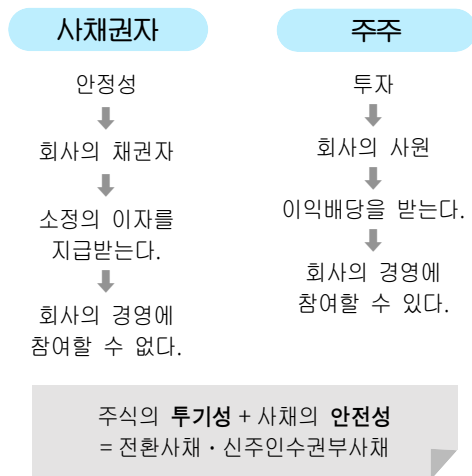 사채권자
안정성
회사의 채권자
소정의 이자를
지급받는다.
회사의 경영에
참여할 수 없다.
주주
투자
회사의 사원
이익배당을 받는다.
회사의 경영에
참여할 수 있다.
주식의 투기성 + 사채의 안전성
= 전환사채 · 신주인수권부사채